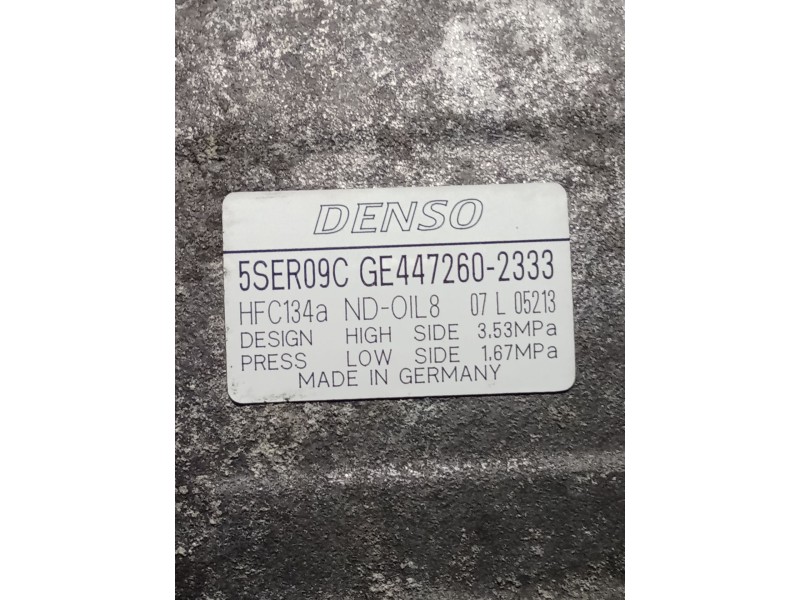 DENSO
5SER09C GE447260-2333
HFC134a ND-OIL8 07 L 05213
DESIGN HIGH SIDE 3.53MPa
PRESS LOW SIDE 1.67MPa
MADE IN GERMANY